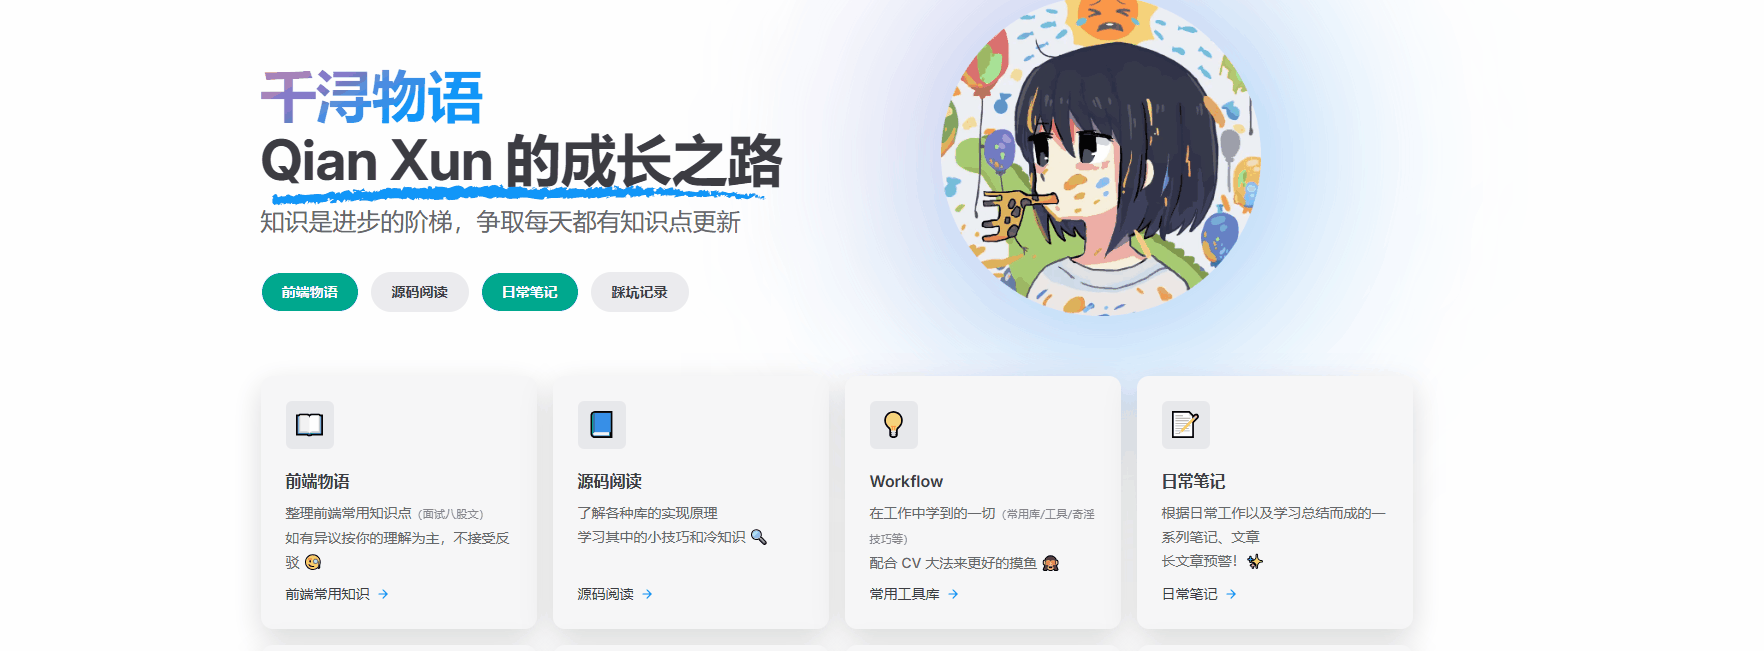 千浔物语
Qian Xun 的成长之路
知识是进步的阶梯，争取每天都有知识点更新
前端物语
源码阅读
日常笔记
踩坑记录
前端物语
整理前端常用知识点（面试八股文）
如有异议按你的理解为主，不接受反
驳 🧐
前端常用知识 →
源码阅读
了解各种库的实现原理
学习其中的小技巧和冷知识 🔍
源码阅读 →
Workflow
在工作中学到的一切（常用库/工具/奇淫
技巧等）
配合 CV 大法来更好的摸鱼 🙉
常用工具库 →
日常笔记
根据日常工作以及学习总结而成的一
系列笔记、文章
长文章预警！✨
日常笔记 →